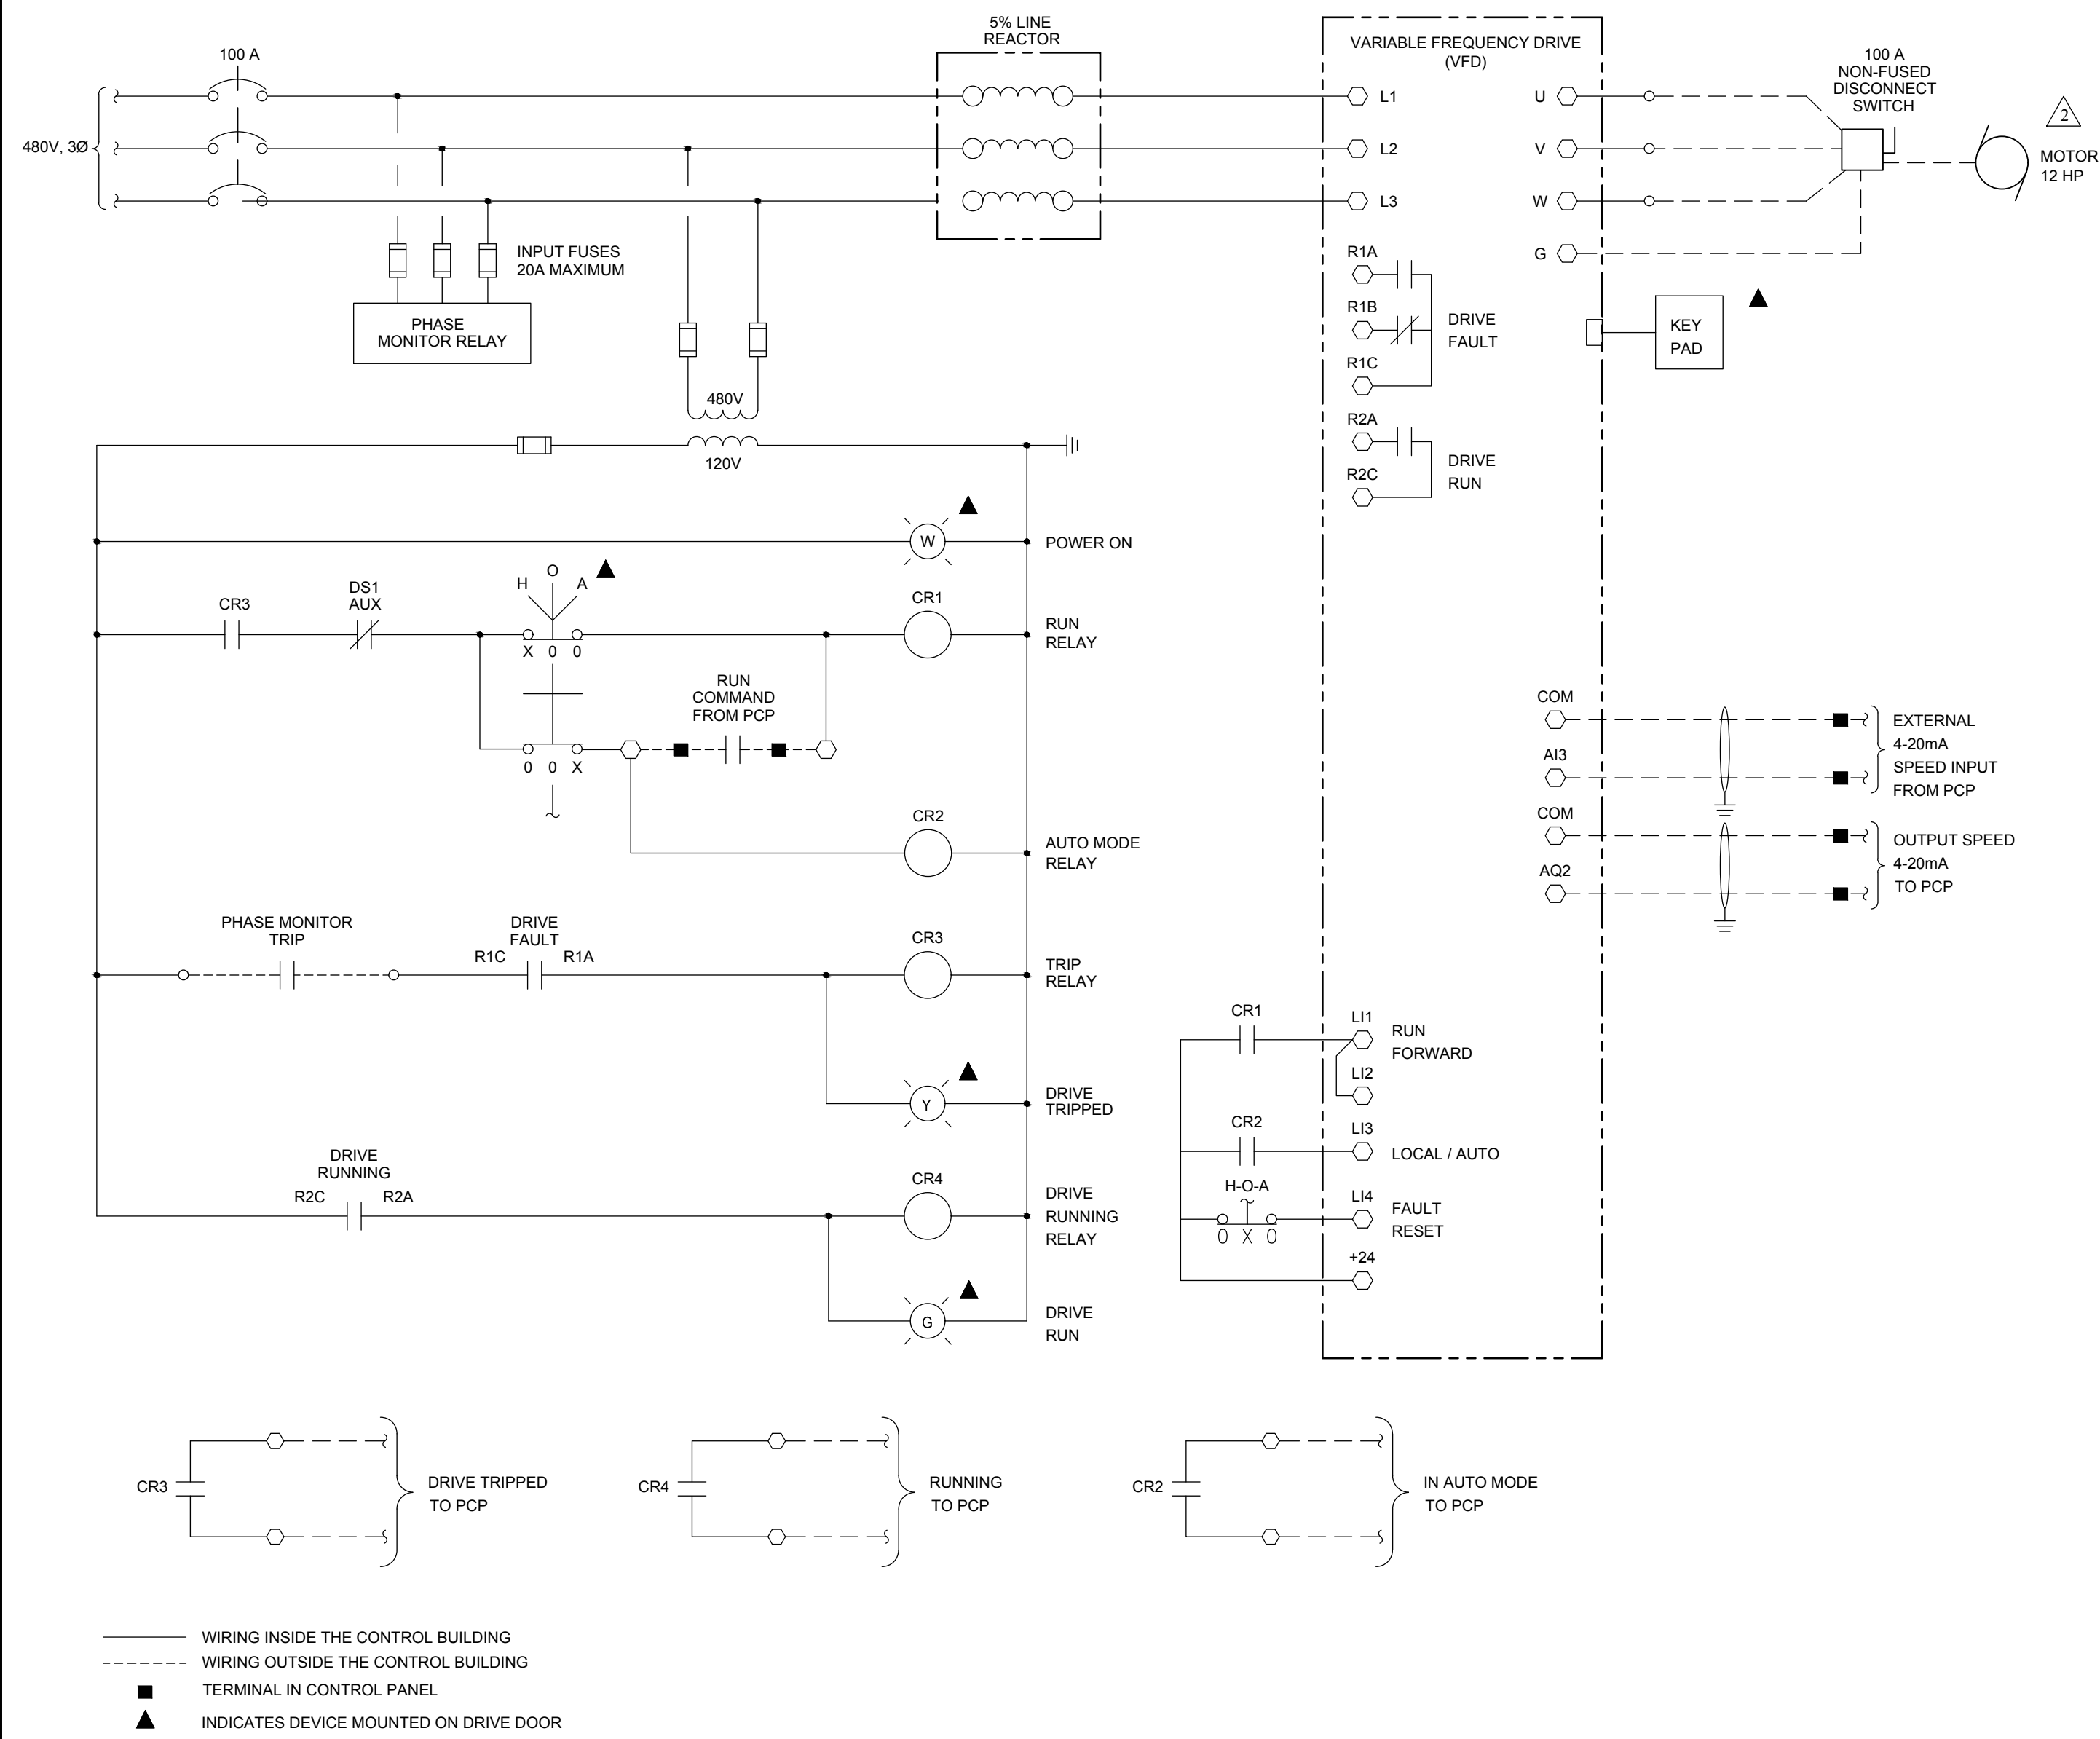 5% LINE
REACTOR
VARIABLE FREQUENCY DRIVE
(VFD)
100 A
100 A
NON-FUSED
DISCONNECT
SWITCH
480V, 3Ø
L1
L2
L3
U
V
W
G
2
MOTOR
12 HP
INPUT FUSES
20A MAXIMUM
PHASE
MONITOR RELAY
R1A
R1B
R1C
DRIVE
FAULT
KEY
PAD
R2A
R2C
DRIVE
RUN
480V
120V
W
POWER ON
CR3
DS1
AUX
H
O
A
X 0 0
CR1
RUN
RELAY
RUN
COMMAND
FROM PCP
0 0 X
CR2
AUTO MODE
RELAY
COM
AI3
EXTERNAL
4-20mA
SPEED INPUT
FROM PCP
COM
AQ2
OUTPUT SPEED
4-20mA
TO PCP
PHASE MONITOR
TRIP
DRIVE
FAULT
R1C
R1A
CR3
TRIP
RELAY
Y
DRIVE
TRIPPED
DRIVE
RUNNING
R2C
R2A
CR4
DRIVE
RUNNING
RELAY
G
DRIVE
RUN
CR1
LI1
RUN
FORWARD
LI2
CR2
LI3
LOCAL / AUTO
H-O-A
0 X 0
LI4
FAULT
RESET
+24
CR3
DRIVE TRIPPED
TO PCP
CR4
RUNNING
TO PCP
CR2
IN AUTO MODE
TO PCP
WIRING INSIDE THE CONTROL BUILDING
WIRING OUTSIDE THE CONTROL BUILDING
TERMINAL IN CONTROL PANEL
INDICATES DEVICE MOUNTED ON DRIVE DOOR